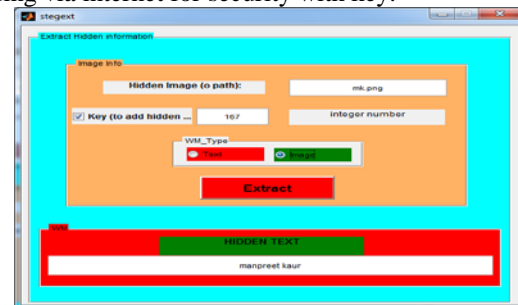 ing via internet for security with key.
stegext
Extract Hidden information
Image Info
Hidden Image (o path):
mk.png
Key (to add hidden ...
167
integer number
WM_Type
Text
Image
Extract
WM
HIDDEN TEXT
manpreet kaur